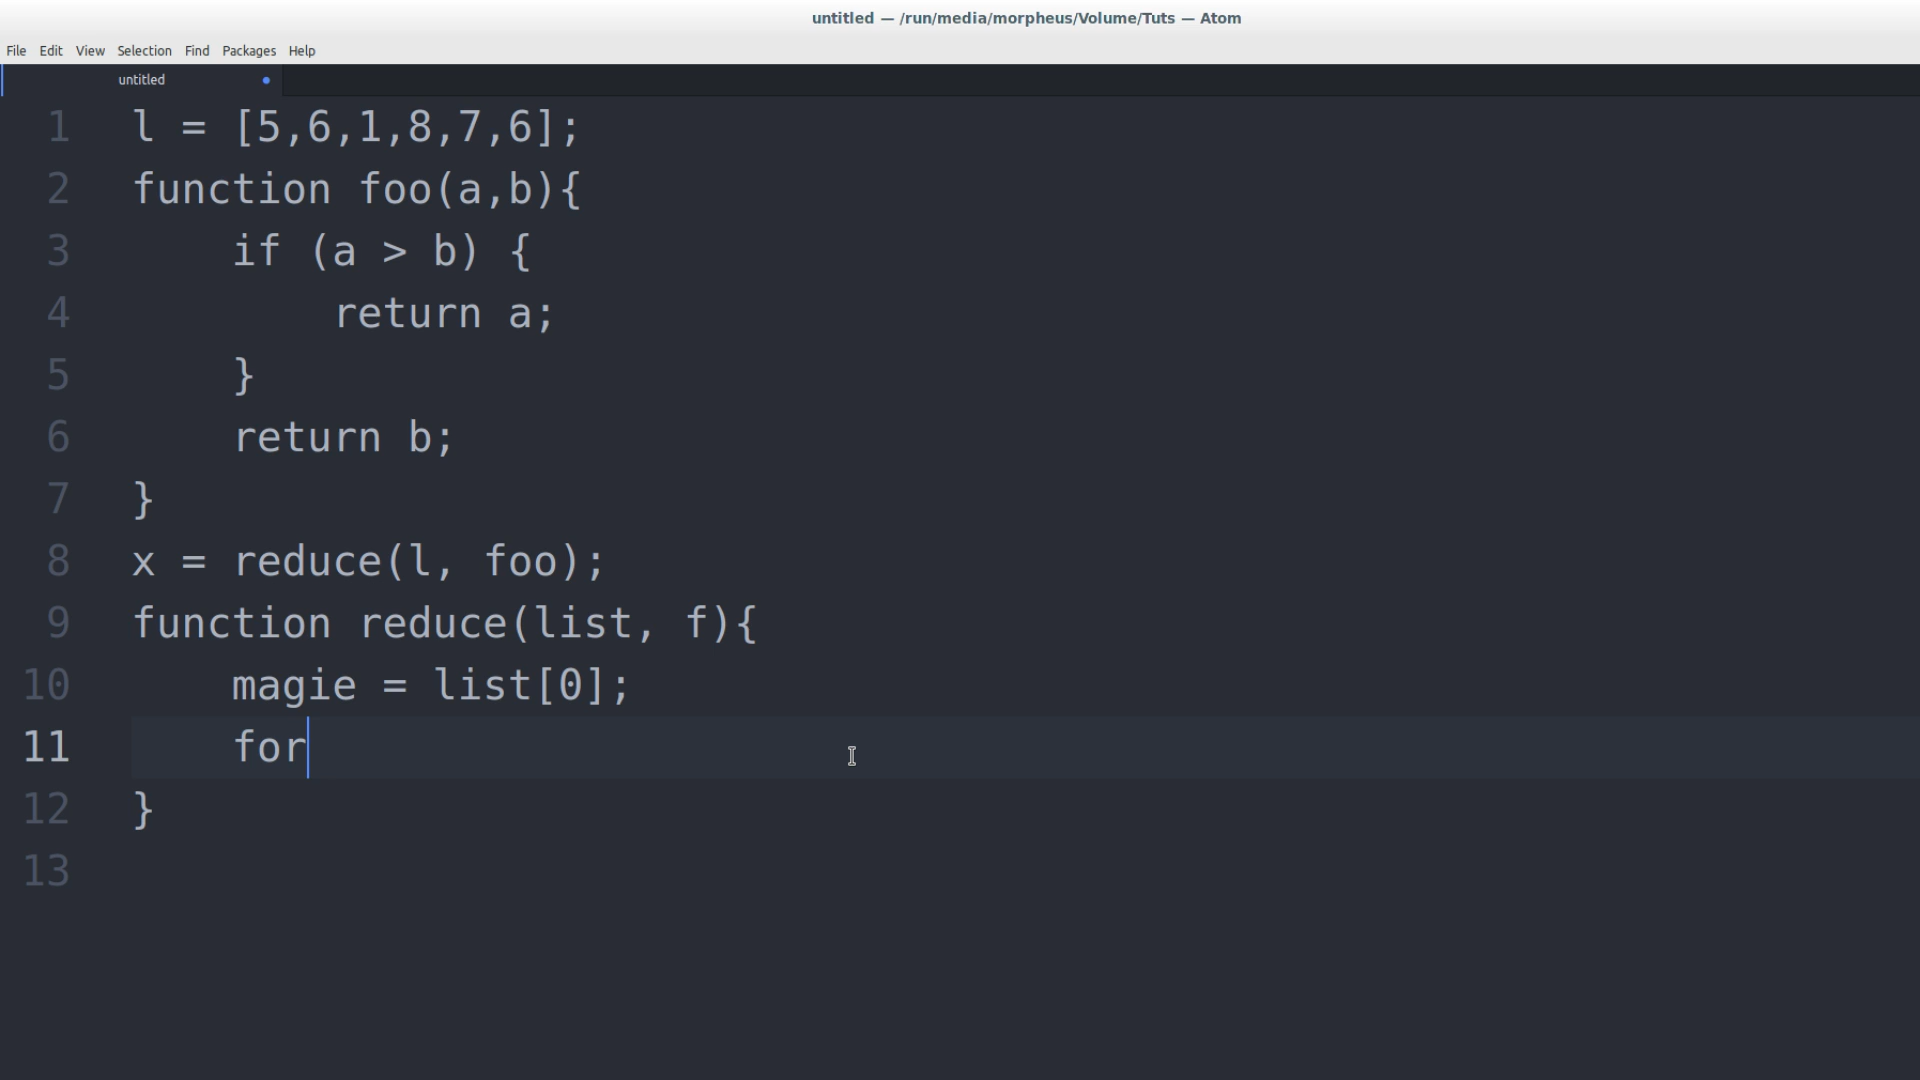 untitled — /run/media/morpheus/Volume/Tuts — Atom
File Edit View Selection Find Packages Help
untitled
1 l = [5,6,1,8,7,6];
2 function foo(a,b){
3     if (a > b) {
4         return a;
5     }
6     return b;
7 }
8 x = reduce(l, foo);
9 function reduce(list, f){
10     magie = list[0];
11     for
12 }
13